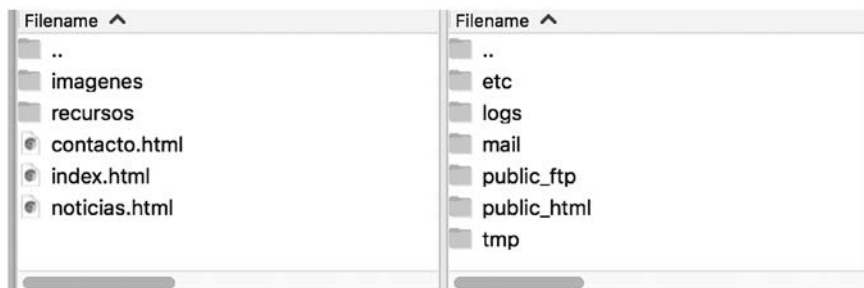 Filename
..
imagenes
recursos
contacto.html
index.html
noticias.html
Filename
..
etc
logs
mail
public_ftp
public_html
tmp